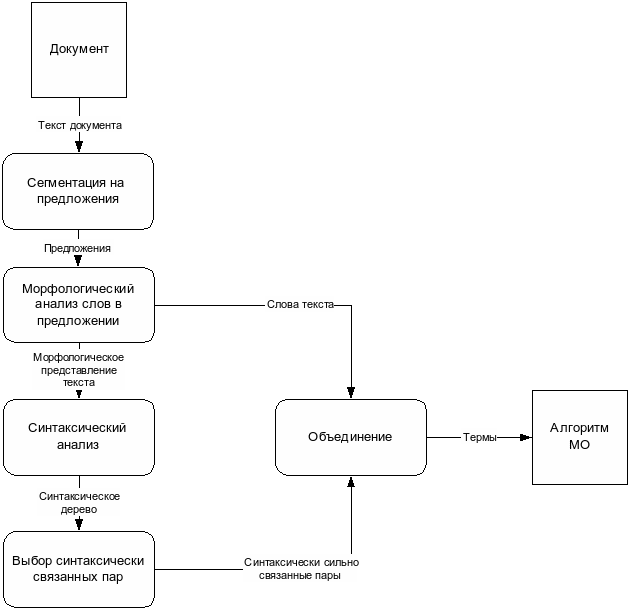 Документ
Текст документа
Сегментация на
предложения
Предложения
Морфологический
анализ слов в
предложении
Слова текста
Морфологическое
представление
текста
Синтаксический
анализ
Объединение
Термы
Алгоритм
МО
Синтаксическое
дерево
Выбор синтаксически
связанных пар
Синтаксически сильно
связанные пары